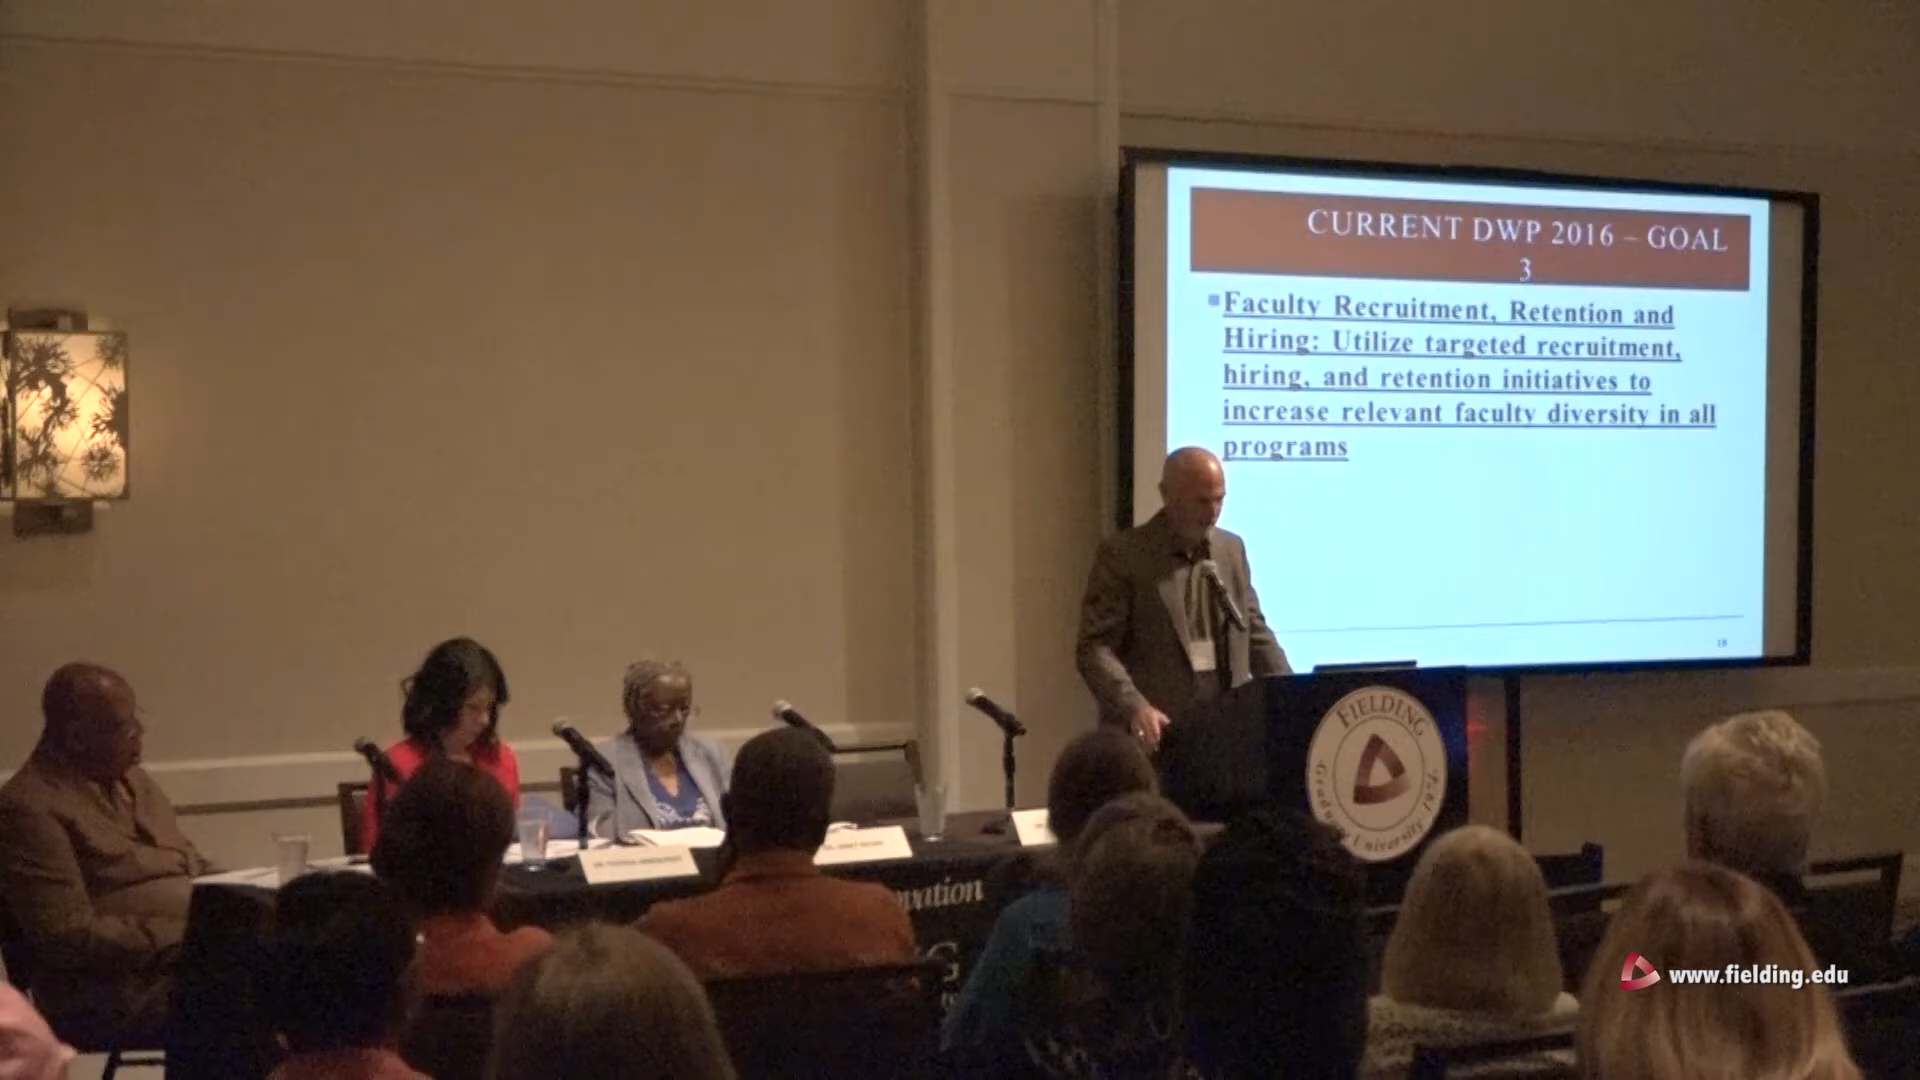 CURRENT DWP 2016 – GOAL
3
Faculty Recruitment, Retention and
Hiring: Utilize targeted recruitment,
hiring, and retention initiatives to
increase relevant faculty diversity in all
programs
18
FIELDING
Graduate University 1974
www.fielding.edu